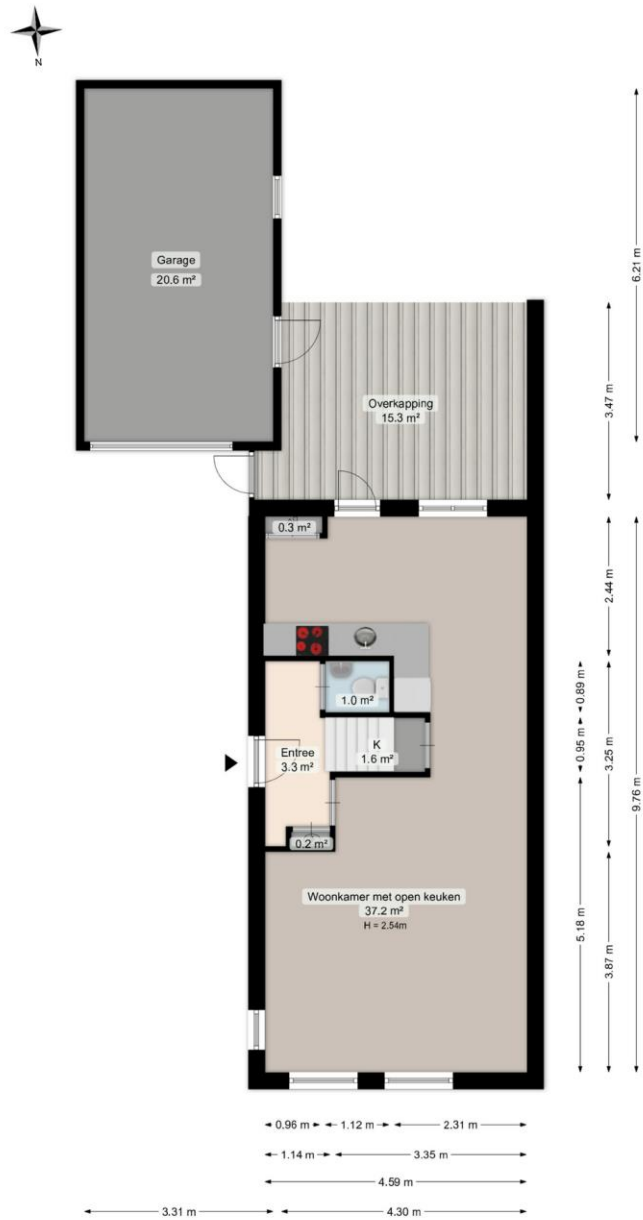 N
Garage
20.6 m²
6.21 m
Overkapping
15.3 m²
3.47 m
0.3 m²
2.44 m
1.0 m²
0.89 m
Entree
3.3 m²
K
1.6 m²
0.95 m
3.25 m
9.76 m
0.2 m²
Woonkamer met open keuken
37.2 m²
H = 2.54m
5.18 m
3.87 m
0.96 m
1.12 m
2.31 m
1.14 m
3.35 m
4.59 m
3.31 m
4.30 m